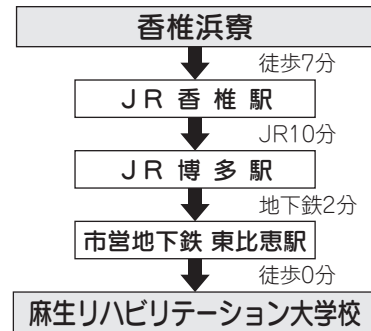 香椎浜寮
徒歩7分
JR香椎駅
JR10分
JR博多駅
地下鉄2分
市営地下鉄 東比恵駅
徒歩0分
麻生リハビリテーション大学校